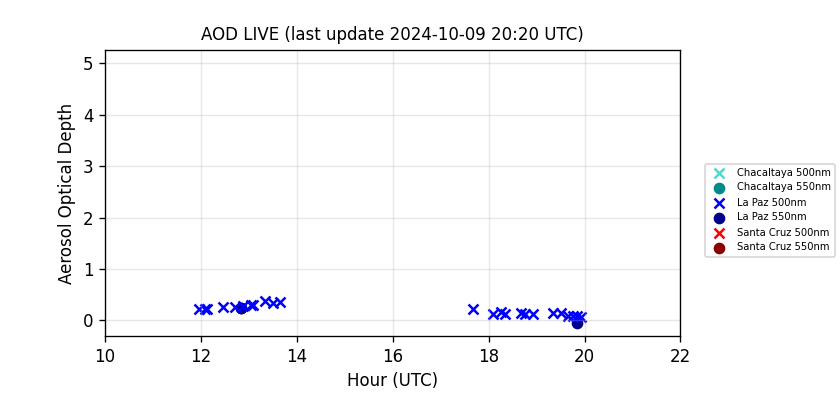 AOD LIVE (last update 2024-10-09 20:20 UTC)
Aerosol Optical Depth
5
4
3
2
1
0
10 12 14 16 18 20 22
Hour (UTC)
Chacaltaya 500nm
Chacaltaya 550nm
La Paz 500nm
La Paz 550nm
Santa Cruz 500nm
Santa Cruz 550nm